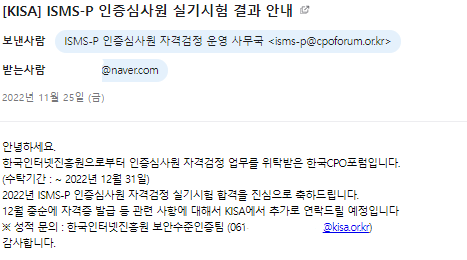 [KISA] ISMS-P 인증심사원 실기시험 결과 안내
보낸사람 ISMS-P 인증심사원 자격검정 운영 사무국 <isms-p@cpoforum.or.kr>
받는사람 @naver.com
2022년 11월 25일 (금)
안녕하세요.
한국인터넷진흥원으로부터 인증심사원 자격검정 업무를 위탁받은 한국CPO포럼입니다.
(수탁기간 : ~ 2022년 12월 31일)
2022년 ISMS-P 인증심사원 자격검정 실기시험 합격을 진심으로 축하드립니다.
12월 중순에 자격증 발급 등 관련 사항에 대해서 KISA에서 추가로 연락드릴 예정입니다
※ 성적 문의 : 한국인터넷진흥원 보안수준인증팀 (061- @kisa.or.kr)
감사합니다.